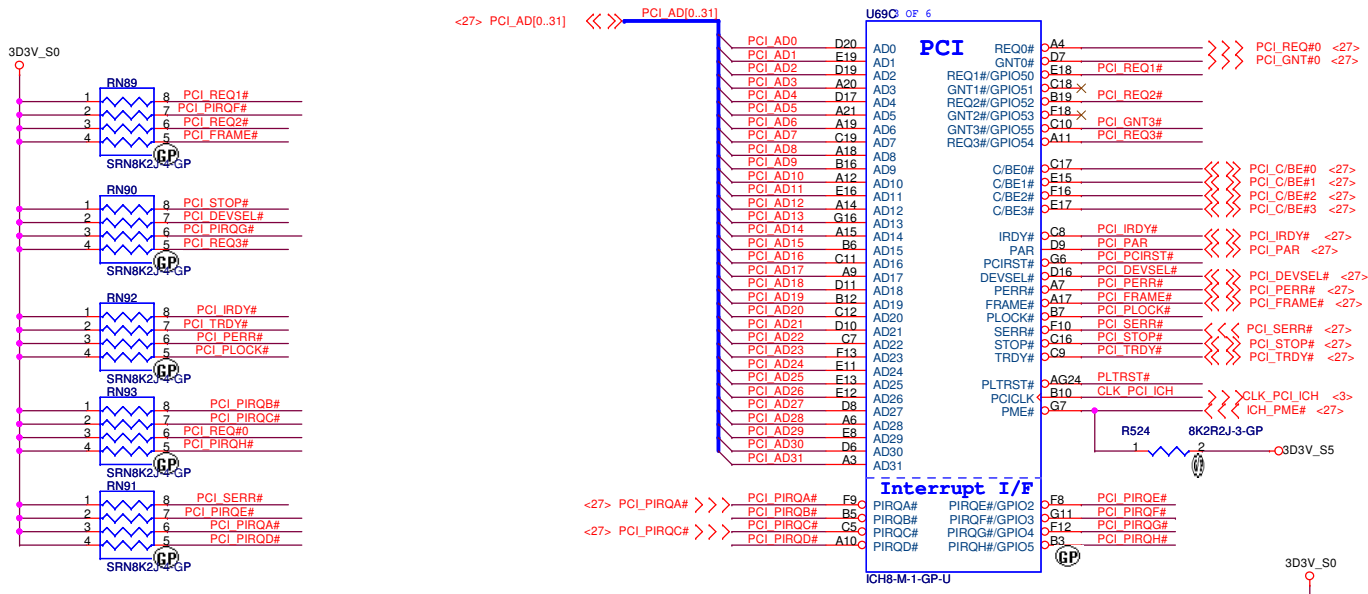 <27> PCI_AD[0..31]
PCI_AD[0..31]
3D3V_S0
RN89
1 8 PCI_REQ1#
2 7 PCI_PIRQF#
3 6 PCI_REQ2#
4 5 PCI_FRAME#
GP
SRN8K2J-4-GP
RN90
1 8 PCI_STOP#
2 7 PCI_DEVSEL#
3 6 PCI_PIRQG#
4 5 PCI_REQ3#
GP
SRN8K2J-4-GP
RN92
1 8 PCI_IRDY#
2 7 PCI_TRDY#
3 6 PCI_PERR#
4 5 PCI_PLOCK#
GP
SRN8K2J-4-GP
RN93
1 8 PCI_PIRQB#
2 7 PCI_PIRQC#
3 6 PCI_REQ#0
4 5 PCI_PIRQH#
GP
SRN8K2J-4-GP
RN91
1 8 PCI_SERR#
2 7 PCI_PIRQE#
3 6 PCI_PIRQA#
4 5 PCI_PIRQD#
GP
SRN8K2J-4-GP
U69C 3 OF 6
PCI
PCI_AD0 D20 AD0
PCI_AD1 E19 AD1
PCI_AD2 D19 AD2
PCI_AD3 A20 AD3
PCI_AD4 D17 AD4
PCI_AD5 A21 AD5
PCI_AD6 A19 AD6
PCI_AD7 C19 AD7
PCI_AD8 A18 AD8
PCI_AD9 B16 AD9
PCI_AD10 A12 AD10
PCI_AD11 E16 AD11
PCI_AD12 A14 AD12
PCI_AD13 G16 AD13
PCI_AD14 A15 AD14
PCI_AD15 B6 AD15
PCI_AD16 C11 AD16
PCI_AD17 A9 AD17
PCI_AD18 D11 AD18
PCI_AD19 B12 AD19
PCI_AD20 C12 AD20
PCI_AD21 D10 AD21
PCI_AD22 C7 AD22
PCI_AD23 F13 AD23
PCI_AD24 E11 AD24
PCI_AD25 E13 AD25
PCI_AD26 E12 AD26
PCI_AD27 D8 AD27
PCI_AD28 A6 AD28
PCI_AD29 E8 AD29
PCI_AD30 D6 AD30
PCI_AD31 A3 AD31
REQ0# A4 PCI_REQ#0 <27>
GNT0# D7 PCI_GNT#0 <27>
REQ1#/GPIO50 E18 PCI_REQ1#
GNT1#/GPIO51 C18
REQ2#/GPIO52 B19 PCI_REQ2#
GNT2#/GPIO53 F18
GNT3#/GPIO55 C10 PCI_GNT3#
REQ3#/GPIO54 A11 PCI_REQ3#
C/BE0# C17 PCI_C/BE#0 <27>
C/BE1# E15 PCI_C/BE#1 <27>
C/BE2# F16 PCI_C/BE#2 <27>
C/BE3# E17 PCI_C/BE#3 <27>
IRDY# C8 PCI_IRDY# PCI_IRDY# <27>
PAR D9 PCI_PAR PCI_PAR <27>
PCIRST# G6 PCI_PCIRST#
DEVSEL# D16 PCI_DEVSEL# PCI_DEVSEL# <27>
PERR# A7 PCI_PERR# PCI_PERR# <27>
FRAME# A17 PCI_FRAME# PCI_FRAME# <27>
PLOCK# B7 PCI_PLOCK#
SERR# F10 PCI_SERR# PCI_SERR# <27>
STOP# C16 PCI_STOP# PCI_STOP# <27>
TRDY# C9 PCI_TRDY# PCI_TRDY# <27>
PLTRST# AG24 PLTRST#
PCICLK B10 CLK_PCI_ICH CLK_PCI_ICH <3>
PME# G7 ICH_PME# <27>
R524 8K2R2J-3-GP
1 2 3D3V_S5
Interrupt I/F
<27> PCI_PIRQA# PCI_PIRQA# F9 PIRQA# PIRQE#/GPIO2 F8 PCI_PIRQE#
PCI_PIRQB# B5 PIRQB# PIRQF#/GPIO3 G11 PCI_PIRQF#
<27> PCI_PIRQC# PCI_PIRQC# C5 PIRQC# PIRQG#/GPIO4 F12 PCI_PIRQG#
PCI_PIRQD# A10 PIRQD# PIRQH#/GPIO5 B3 PCI_PIRQH#
GP
ICH8-M-1-GP-U
3D3V_S0